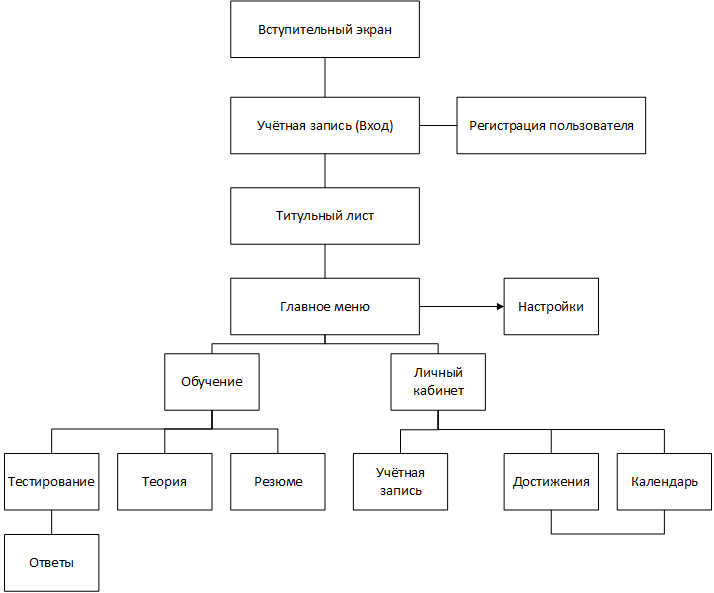 Вступительный экран
Учётная запись (Вход)
Регистрация пользователя
Титульный лист
Главное меню
Настройки
Обучение
Личный
кабинет
Тестирование
Теория
Резюме
Учётная
запись
Достижения
Календарь
Ответы